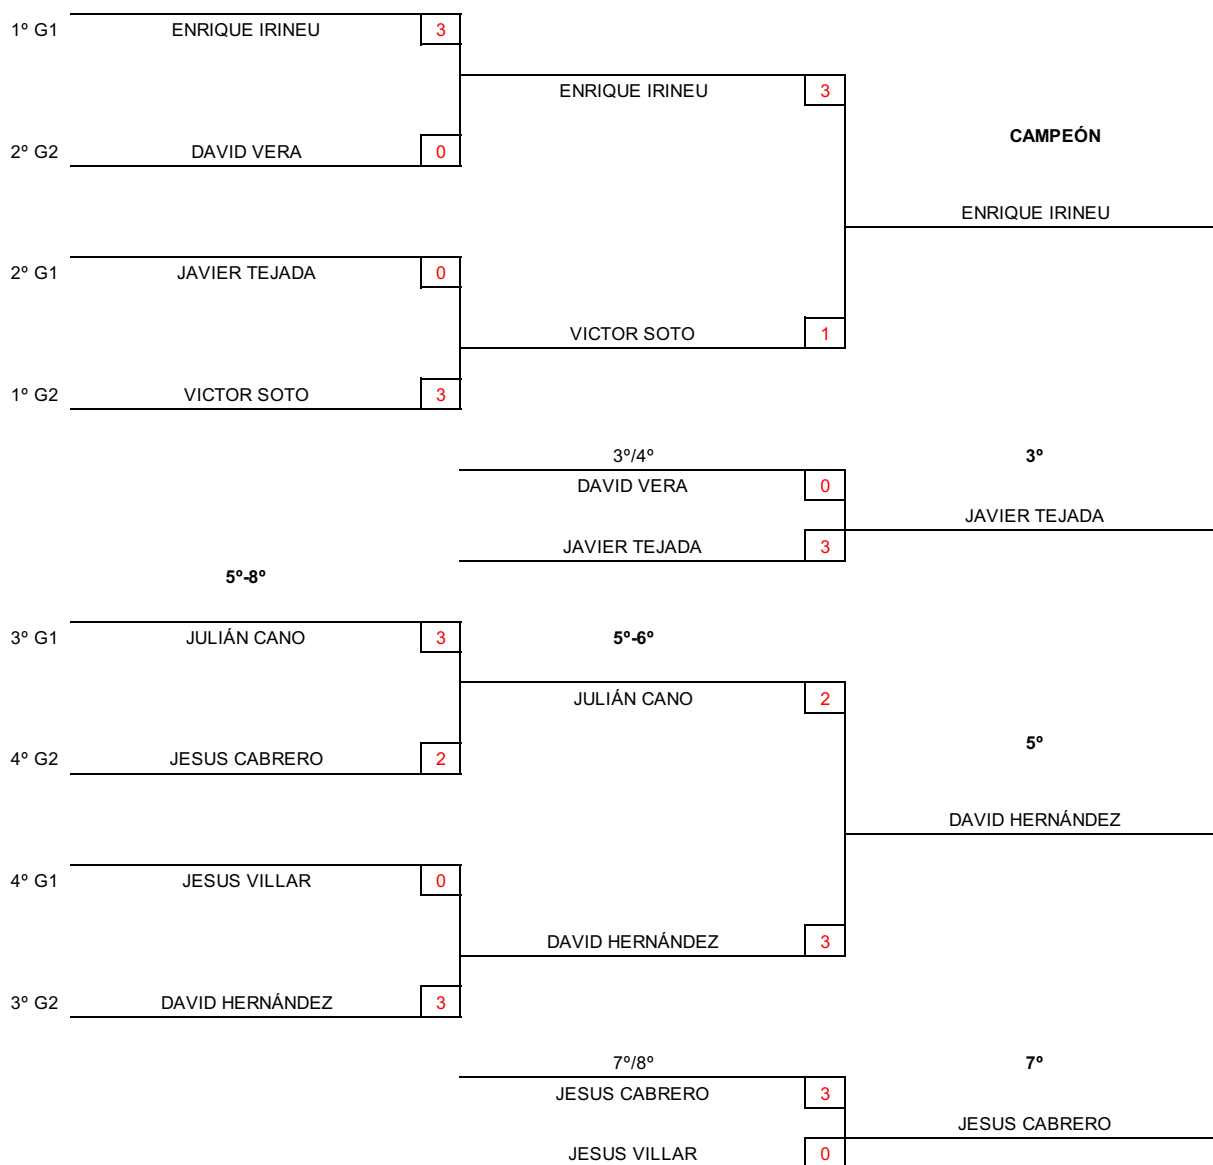 1º G1 ENRIQUE IRINEU 3
ENRIQUE IRINEU 3
CAMPEÓN
2º G2 DAVID VERA 0
ENRIQUE IRINEU
2º G1 JAVIER TEJADA 0
VICTOR SOTO 1
1º G2 VICTOR SOTO 3
3º/4º 3º
DAVID VERA 0
JAVIER TEJADA
JAVIER TEJADA 3
5º-8º
3º G1 JULIÁN CANO 3 5º-6º
JULIÁN CANO 2
5º
4º G2 JESUS CABRERO 2
DAVID HERNÁNDEZ
4º G1 JESUS VILLAR 0
DAVID HERNÁNDEZ 3
3º G2 DAVID HERNÁNDEZ 3
7º/8º 7º
JESUS CABRERO 3
JESUS CABRERO
JESUS VILLAR 0